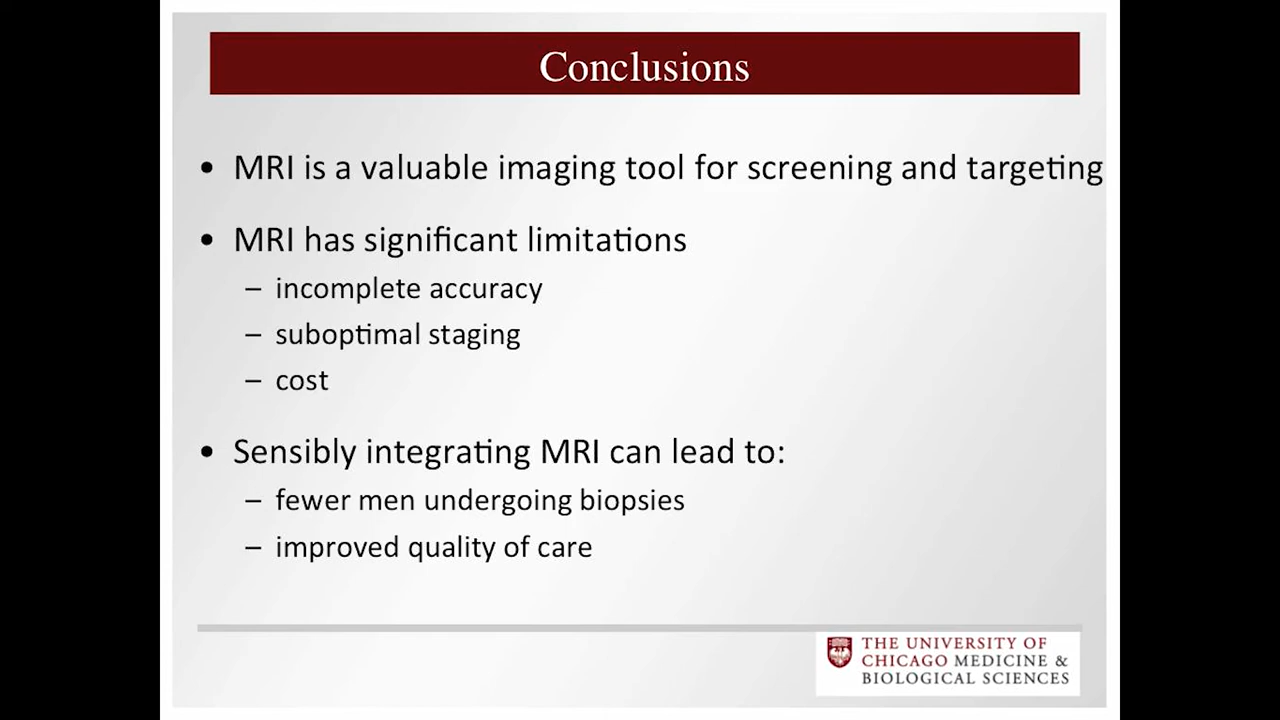 Conclusions
• MRI is a valuable imaging tool for screening and targeting
• MRI has significant limitations
– incomplete accuracy
– suboptimal staging
– cost
• Sensibly integrating MRI can lead to:
– fewer men undergoing biopsies
– improved quality of care
THE UNIVERSITY OF
CHICAGO MEDICINE &
BIOLOGICAL SCIENCES